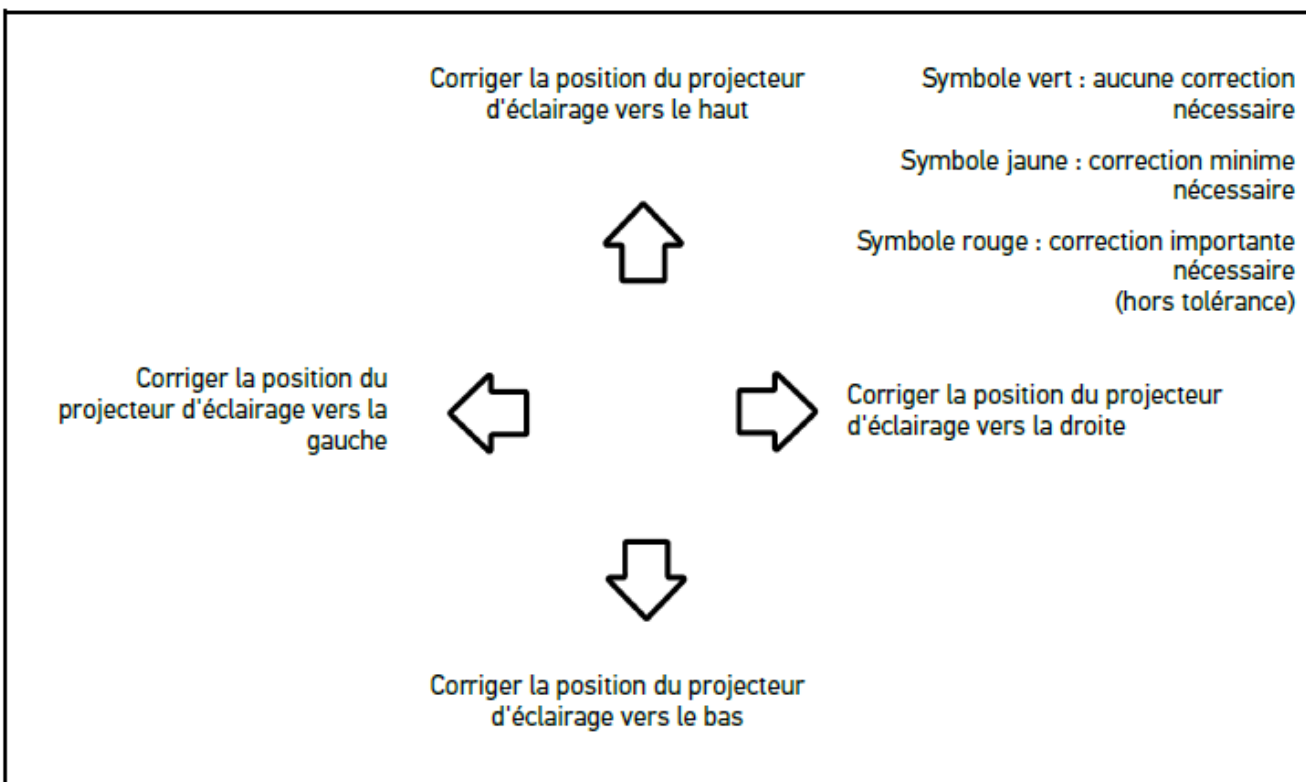 Corriger la position du projecteur
d'éclairage vers le haut
Symbole vert : aucune correction
nécessaire
Symbole jaune : correction minime
nécessaire
Symbole rouge : correction importante
nécessaire
(hors tolérance)
Corriger la position du
projecteur d'éclairage vers la
gauche
Corriger la position du projecteur
d'éclairage vers la droite
Corriger la position du projecteur
d'éclairage vers le bas